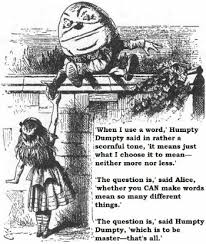 'When I use a word,' Humpty
Dumpty said in rather a
scornful tone, 'it means just
what I choose it to mean—
neither more nor less.'
'The question is,' said Alice,
'whether you CAN make words
mean so many different
things.'
'The question is,' said Humpty
Dumpty, 'which is to be
master—that's all.'